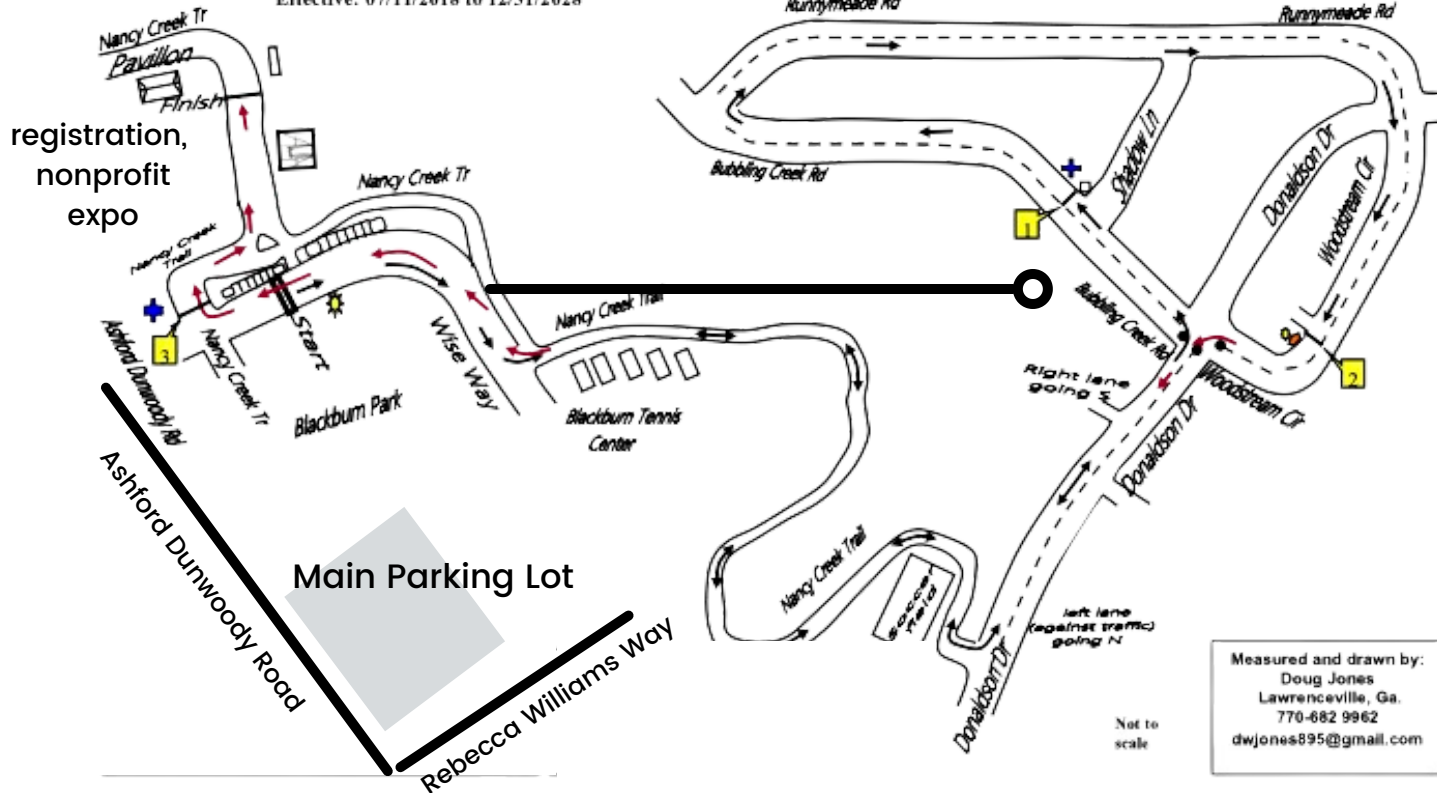 Effective: 07/11/2018 to 12/31/2028
Runnymeade Rd
Runnymeade Rd
Nancy Creek Tr
Pavillon
Finish
registration,
nonprofit
expo
Nancy Creek Tr
Bubbling Creek Rd
Shadow Ln
Donaldson Dr
Woodstream Cir
1
Nancy Creek
Trail
Start
3
Nancy Creek Tr
Ashford Dunwoody Rd
Wise Way
Nancy Creek Trail
Bubbling Creek Rd
Right lane
going S
2
Woodstream Cir
Donaldson Dr
Blackburn Park
Blackburn Tennis
Center
Ashford Dunwoody Road
Main Parking Lot
Rebecca Williams Way
Nancy Creek Trail
Soccer
Field
left lane
(against traffic)
going N
Donaldson Dr
Not to
scale
Measured and drawn by:
Doug Jones
Lawrenceville, Ga.
770-682 9962
dwjones895@gmail.com